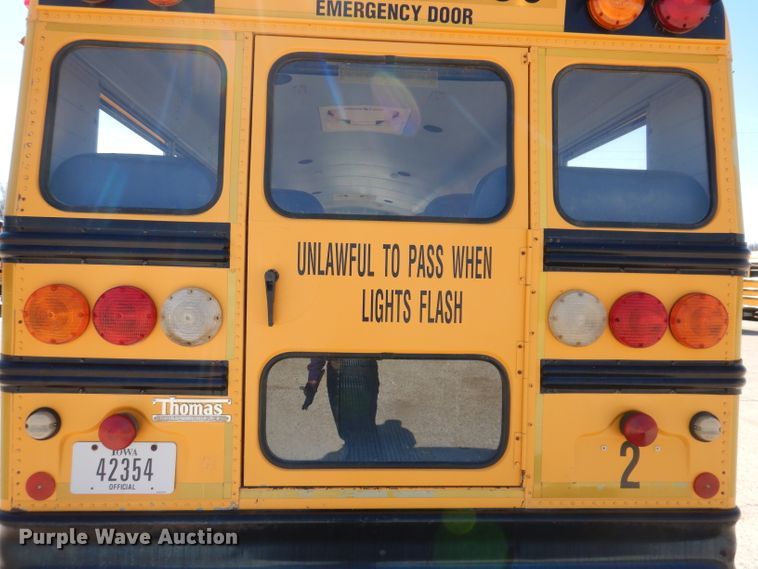 EMERGENCY DOOR
UNLAWFUL TO PASS WHEN
LIGHTS FLASH
Thomas
IOWA
42354
OFFICIAL
2
Purple Wave Auction